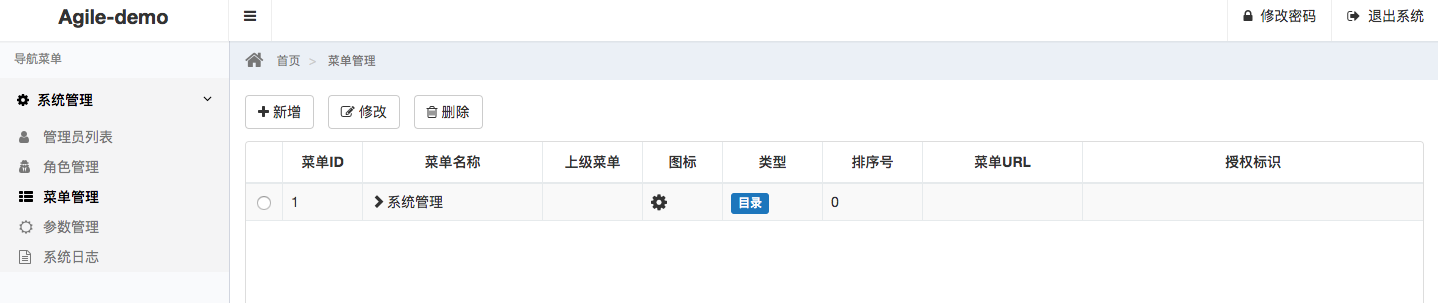 Agile-demo
修改密码 退出系统
导航菜单
首页 > 菜单管理
系统管理
新增 修改 删除
管理员列表
角色管理
菜单管理
参数管理
系统日志
菜单ID 菜单名称 上级菜单 图标 类型 排序号 菜单URL 授权标识
1 系统管理 目录 0